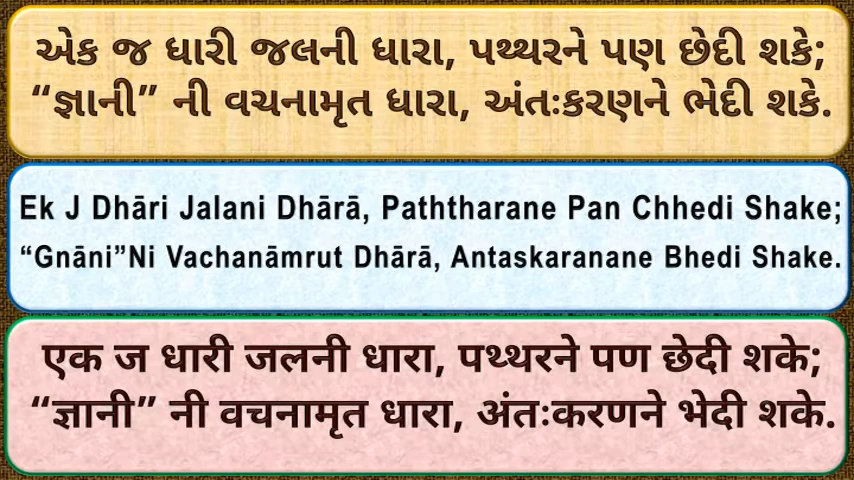 એક જ ધારી જલની ધારા, પથ્થરને પણ છેદી શકે;
“જ્ઞાની” ની વચનામૃત ધારા, અંતઃકરણને ભેદી શકે.
Ek J Dhāri Jalani Dhārā, Paththarane Pan Chhedi Shake;
“Gnāni”Ni Vachanāmrut Dhārā, Antaskaranane Bhedi Shake.
एक ज धारी जलनी धारा, पथ्थरने पण छेदी शके;
“ज्ञानी” नी वचनामृत धारा, अंतःकरणने भेदी शके.